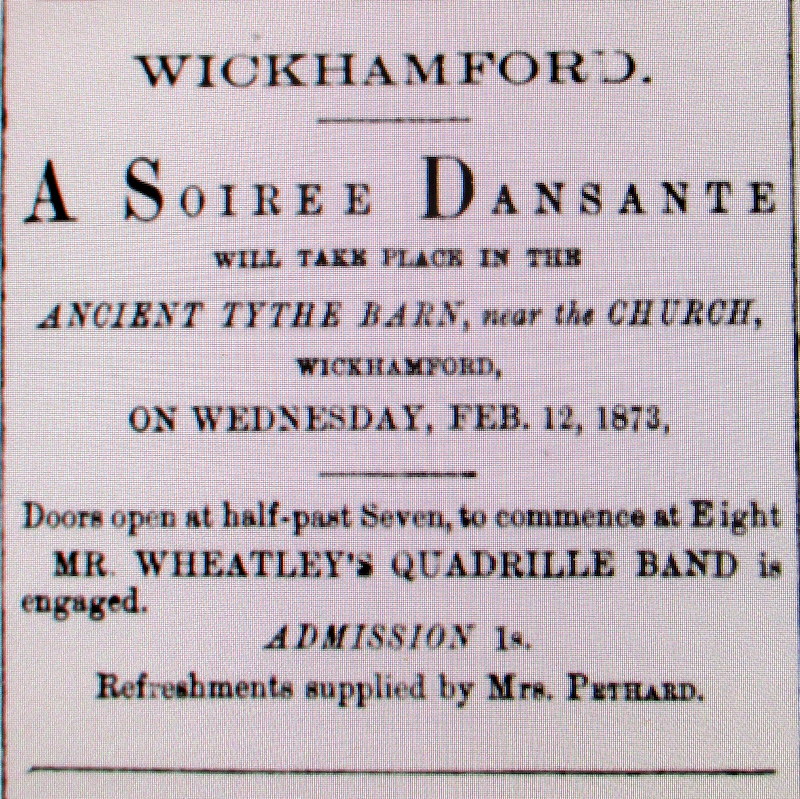 WICKHAMFORD.
A SOIREE DANSANTE
WILL TAKE PLACE IN THE
ANCIENT TYTHE BARN, near the CHURCH,
WICKHAMFORD,
ON WEDNESDAY, FEB. 12, 1873,
Doors open at half-past Seven, to commence at Eight
MR. WHEATLEY'S QUADRILLE BAND is
engaged.
ADMISSION 1s.
Refreshments supplied by Mrs. PETHARD.